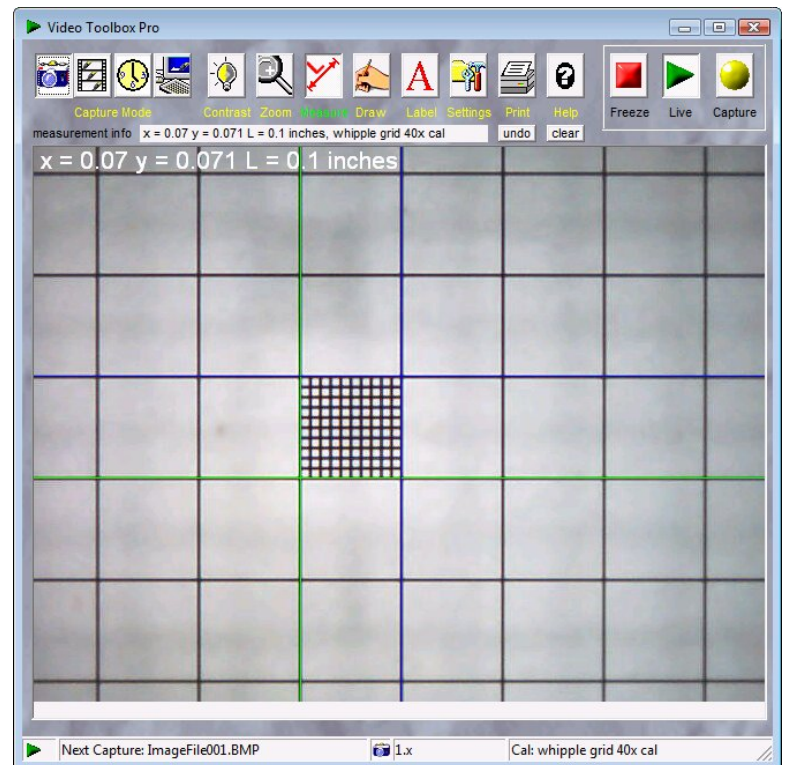 Video Toolbox Pro
Capture Mode Contrast Zoom Measure Draw Label Settings Print Help Freeze Live Capture
measurement info x = 0.07 y = 0.071 L = 0.1 inches, whipple grid 40x cal undo clear
x = 0.07 y = 0.071 L = 0.1 inches
Next Capture: ImageFile001.BMP 1.x Cal: whipple grid 40x cal